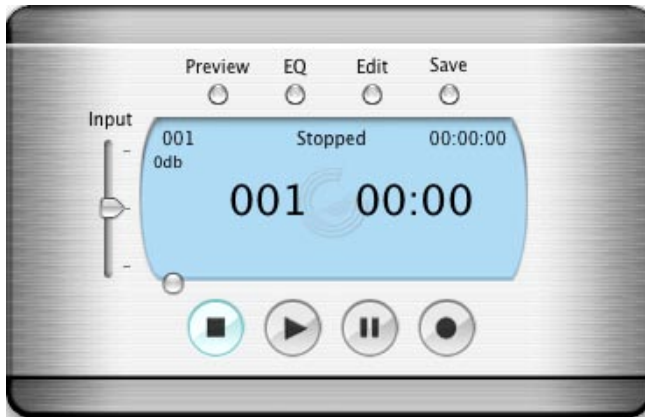 Preview EQ Edit Save
Input
001 Stopped 00:00:00
0db
001 00:00